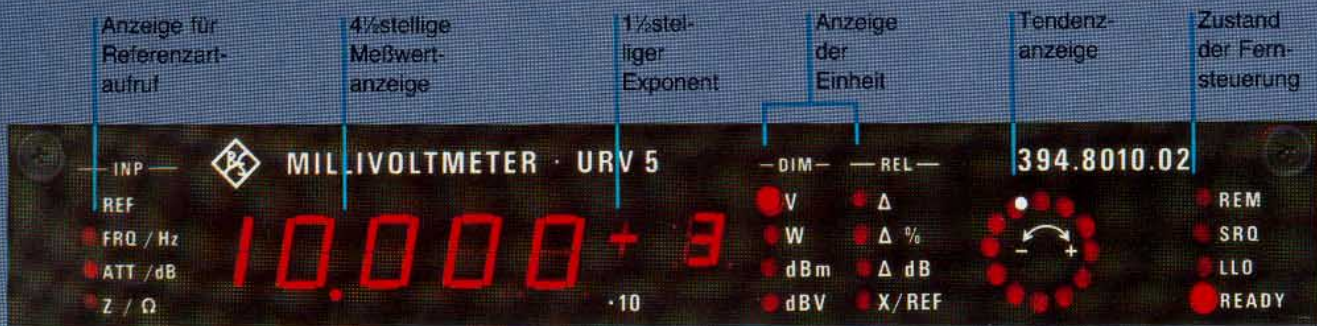 Anzeige für
Referenzart-
aufruf
4½stellige
Meßwert-
anzeige
1½stel-
liger
Exponent
Anzeige
der
Einheit
Tendenz-
anzeige
Zustand
der Fern-
steuerung
INP
REF
FRQ / Hz
ATT / dB
Z / Ω
R&S
MILLIVOLTMETER · URV 5
10.000 + 3
·10
DIM
V
W
dBm
dBV
REL
Δ
Δ %
Δ dB
X/REF
394.8010.02
- +
REM
SRQ
LLO
READY